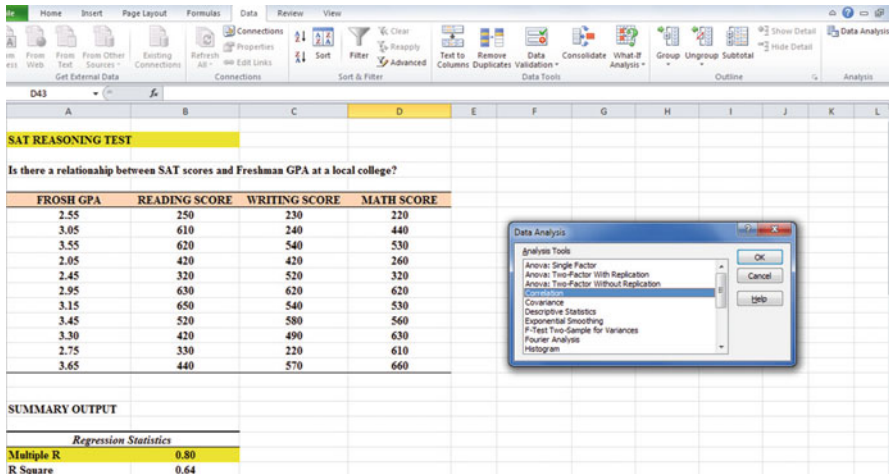 Home Insert Page Layout Formulas Data Review View
From Web From Text From Other Sources Existing Connections Refresh All Connections Properties Edit Links Sort Filter Clear Reapply Advanced Text to Columns Remove Duplicates Data Validation Consolidate What-If Analysis Group Ungroup Subtotal Show Detail Hide Detail Data Analysis
Get External Data Connections Sort & Filter Data Tools Outline Analysis
D43 fx
A B C D E F G H I J K L
SAT REASONING TEST
Is there a relationahip between SAT scores and Freshman GPA at a local college?
FROSH GPA READING SCORE WRITING SCORE MATH SCORE
2.55 250 230 220
3.05 610 240 440
3.55 620 540 530
2.05 420 420 260
2.45 320 520 320
2.95 630 620 620
3.15 650 540 530
3.45 520 580 560
3.30 420 490 630
2.75 330 220 610
3.65 440 570 660
Data Analysis
Analysis Tools
Anova: Single Factor
Anova: Two-Factor With Replication
Anova: Two-Factor Without Replication
Correlation
Covariance
Descriptive Statistics
Exponential Smoothing
F-Test Two-Sample for Variances
Fourier Analysis
Histogram
OK
Cancel
Help
SUMMARY OUTPUT
Regression Statistics
Multiple R 0.80
R Square 0.64